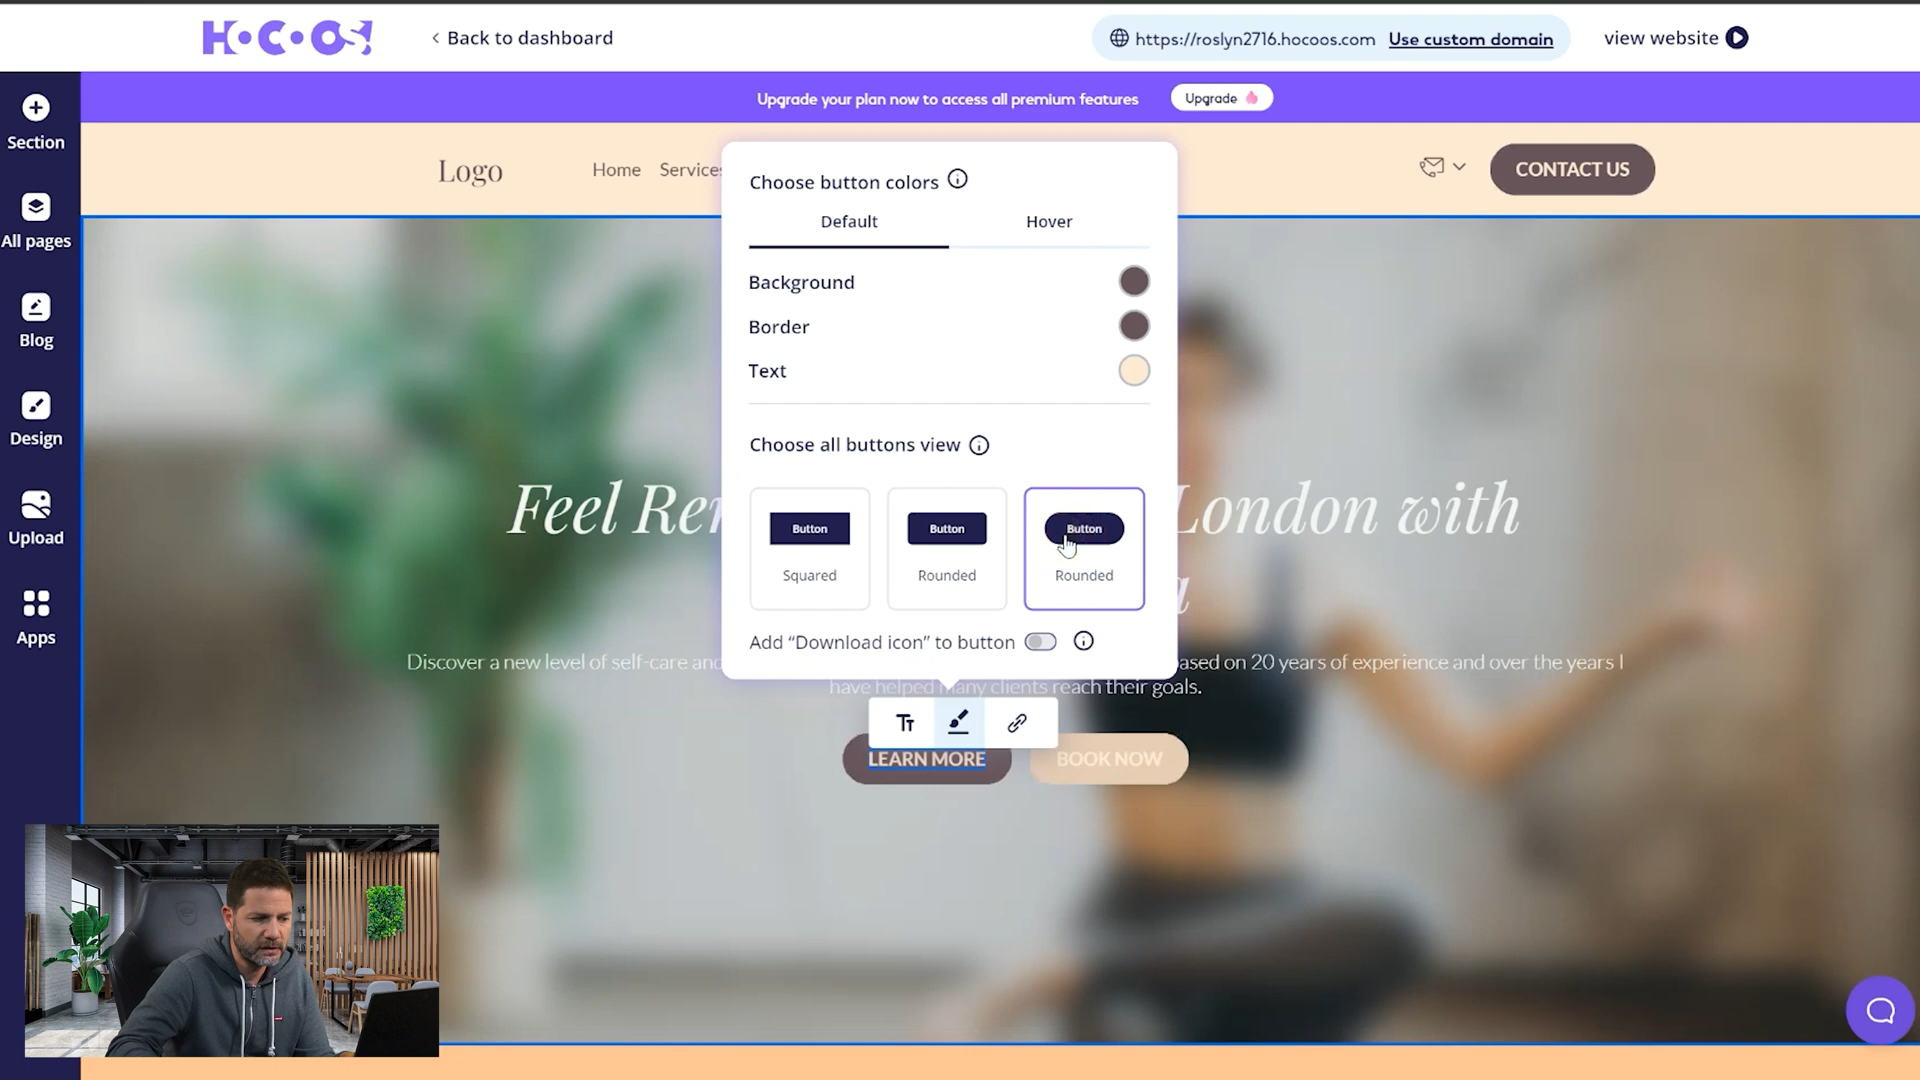 HOCOOS!
< Back to dashboard
https://roslyn2716.hocoos.com Use custom domain
view website
Upgrade your plan now to access all premium features Upgrade
Section
All pages
Blog
Design
Upload
Apps
Logo
Home Services
CONTACT US
Choose button colors
Default Hover
Background
Border
Text
Choose all buttons view
Button Button Button
Squared Rounded Rounded
Add “Download icon” to button
Feel Rer London with
a
Discover a new level of self-care and ased on 20 years of experience and over the years I
have helped many clients reach their goals.
Tт
LEARN MORE BOOK NOW